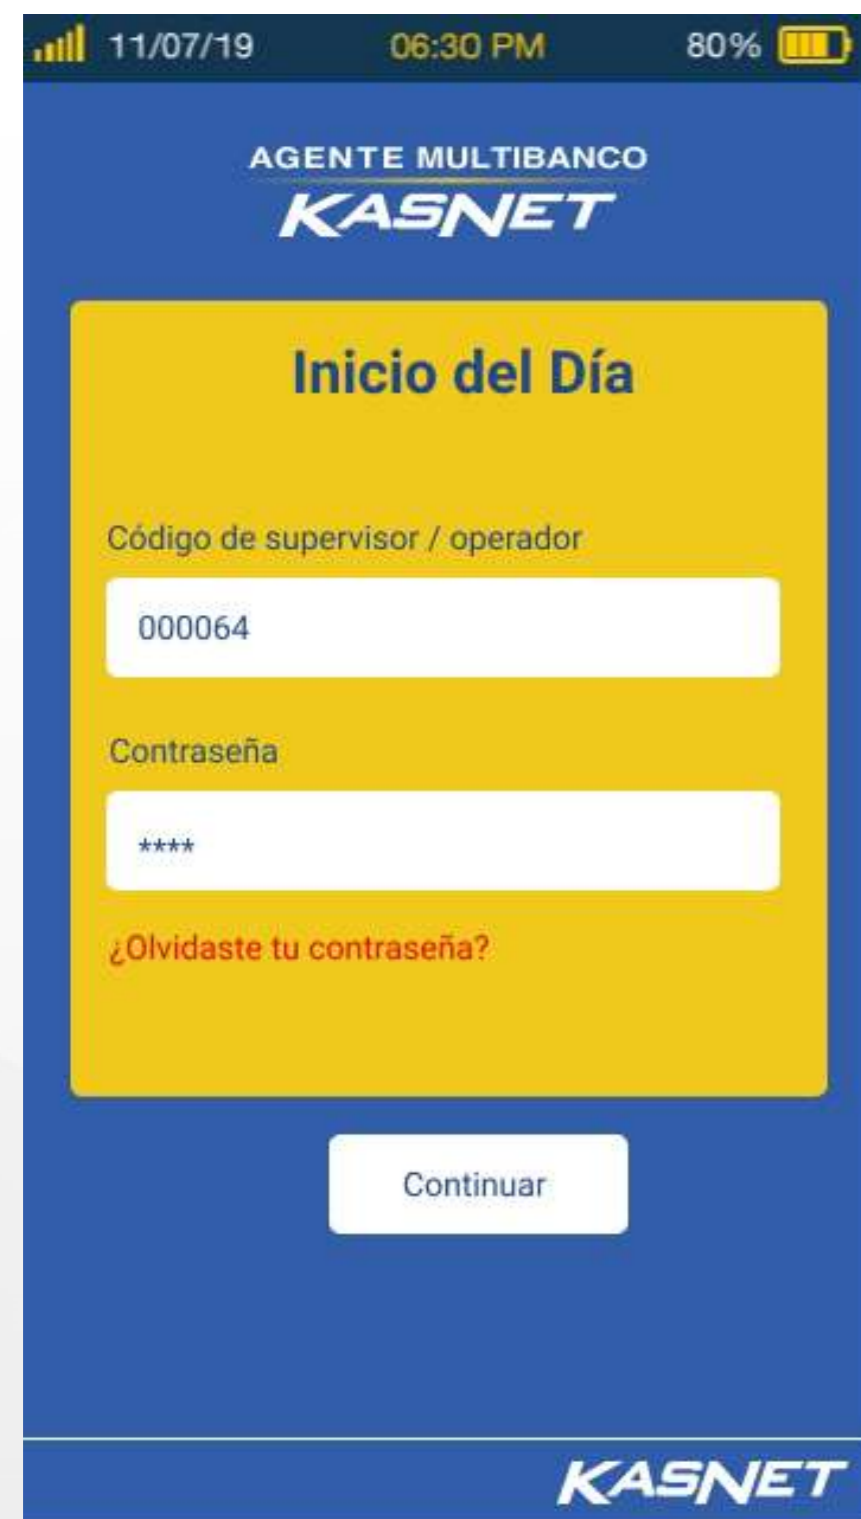 11/07/19 06:30 PM 80%
AGENTE MULTIBANCO
KASNET
Inicio del Día
Código de supervisor / operador
000064
Contraseña
****
¿Olvidaste tu contraseña?
Continuar
KASNET